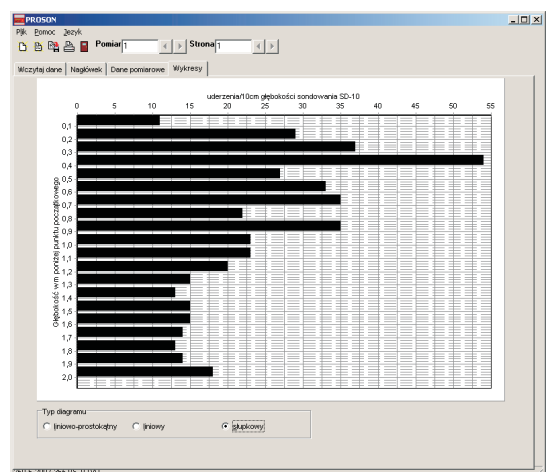 PROSON
Plik Pomoc Język
Pomiar 1 Strona 1
Wczytaj dane Nagłówek Dane pomiarowe Wykresy
uderzenia/10cm głębokości sondowania SD-10
0 5 10 15 20 25 30 35 40 45 50 55
Głębokość w m poniżej punktu początkowego
0,1
0,2
0,3
0,4
0,5
0,6
0,7
0,8
0,9
1,0
1,1
1,2
1,3
1,4
1,5
1,6
1,7
1,8
1,9
2,0
Typ diagramu
liniowo-prostokątny liniowy słupkowy